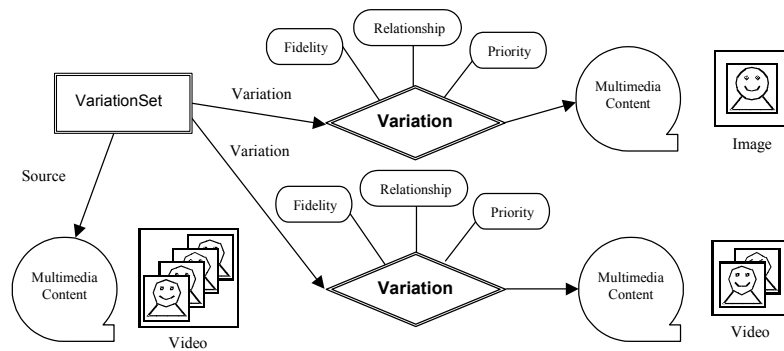 Fidelity
Relationship
Priority
VariationSet
Variation
Variation
Multimedia
Content
Image
Variation
Source
Fidelity
Relationship
Priority
Multimedia
Content
Video
Variation
Multimedia
Content
Video